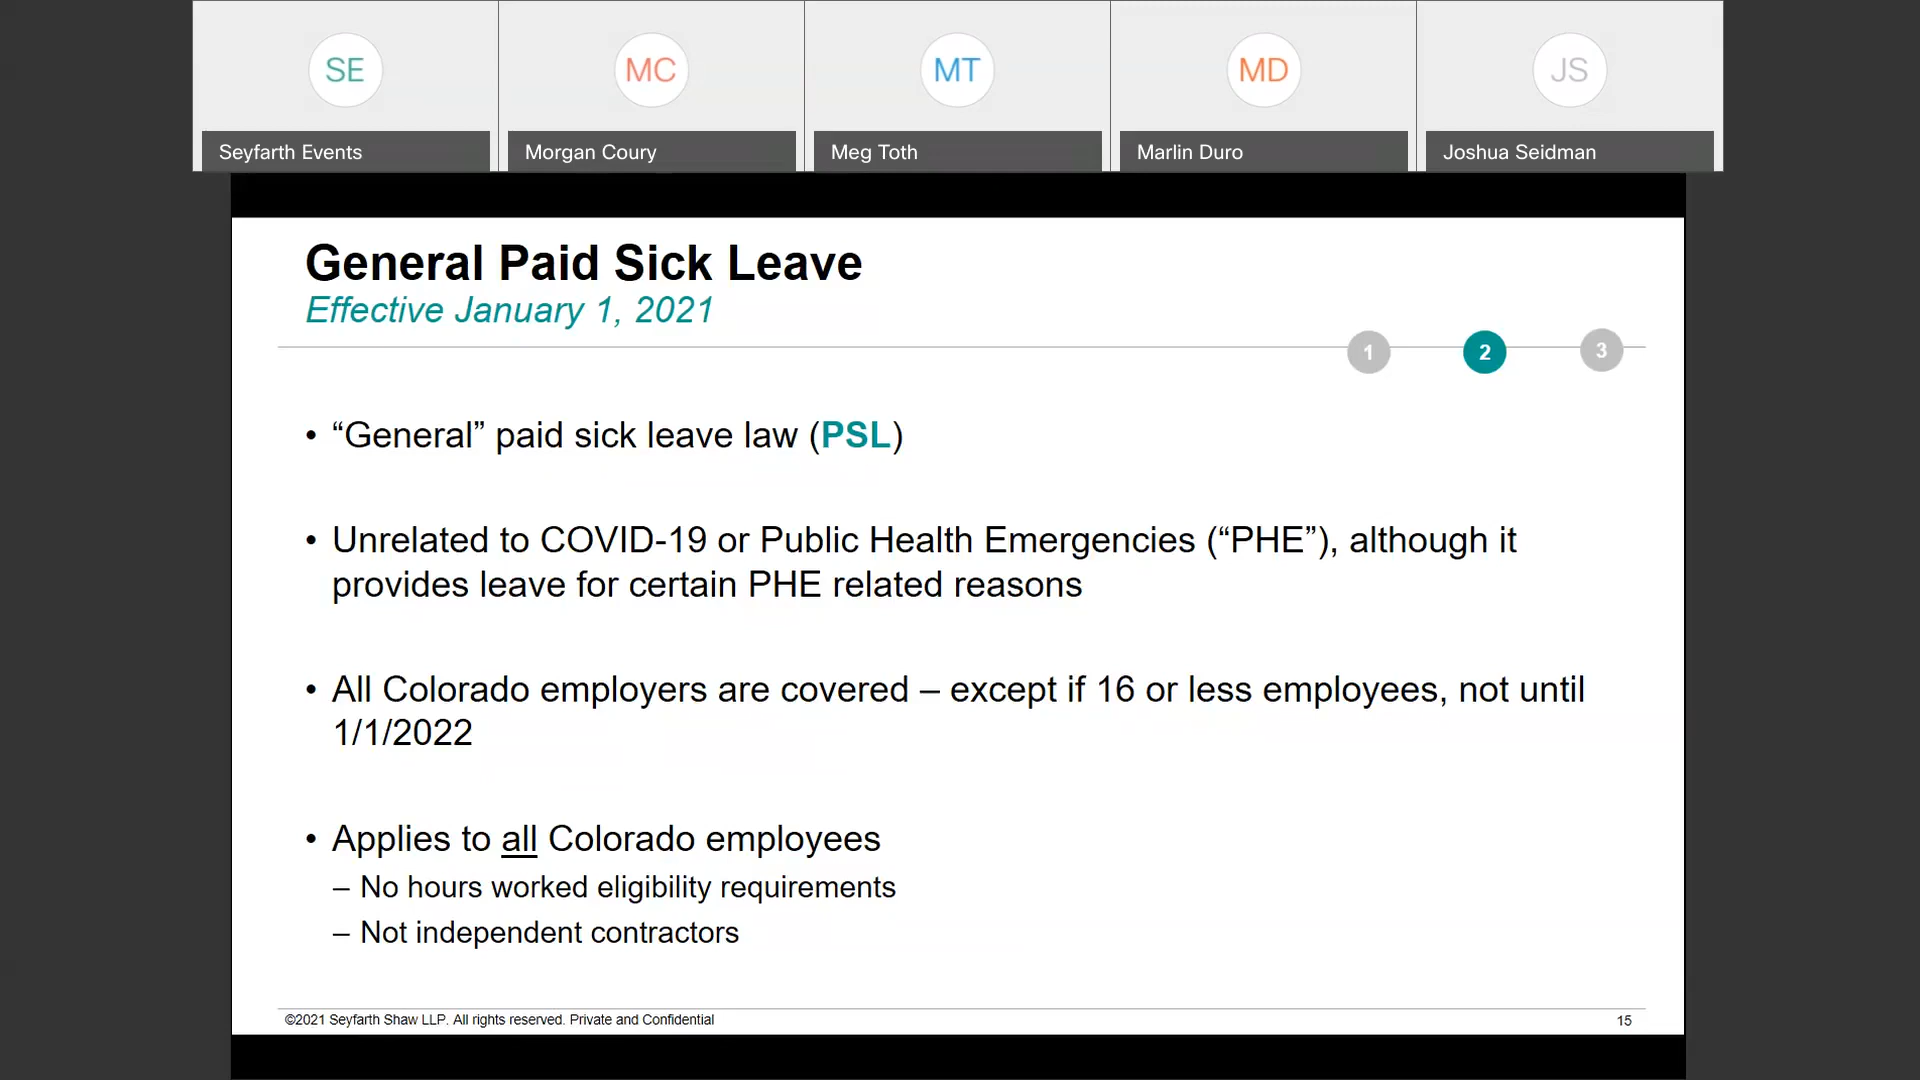 SE
MC
MT
MD
JS
Seyfarth Events
Morgan Coury
Meg Toth
Marlin Duro
Joshua Seidman
General Paid Sick Leave
Effective January 1, 2021
1
2
3
• “General” paid sick leave law (PSL)
• Unrelated to COVID-19 or Public Health Emergencies (“PHE”), although it
provides leave for certain PHE related reasons
• All Colorado employers are covered – except if 16 or less employees, not until
1/1/2022
• Applies to all Colorado employees
– No hours worked eligibility requirements
– Not independent contractors
©2021 Seyfarth Shaw LLP. All rights reserved. Private and Confidential
15